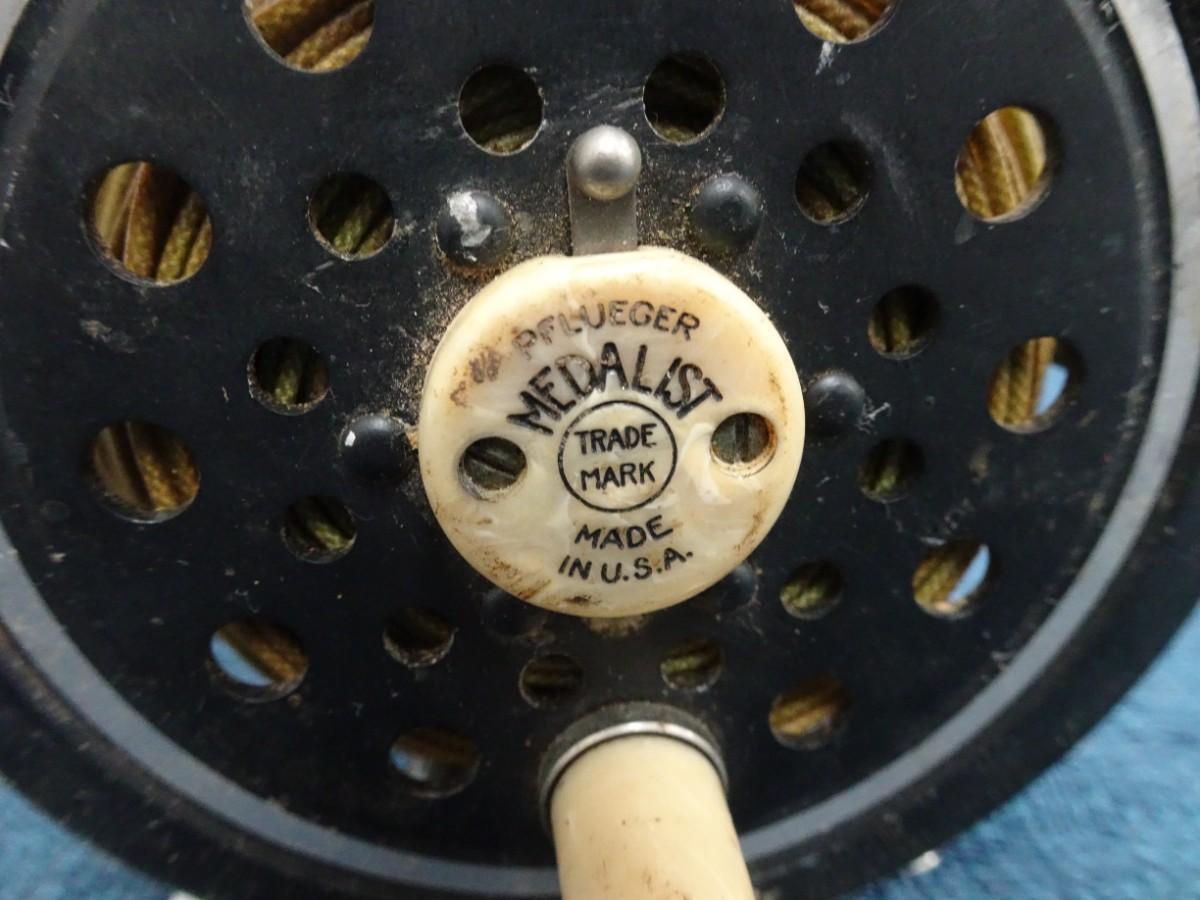 PFLUEGER
MEDALIST
TRADE
MARK
MADE
IN U.S.A.